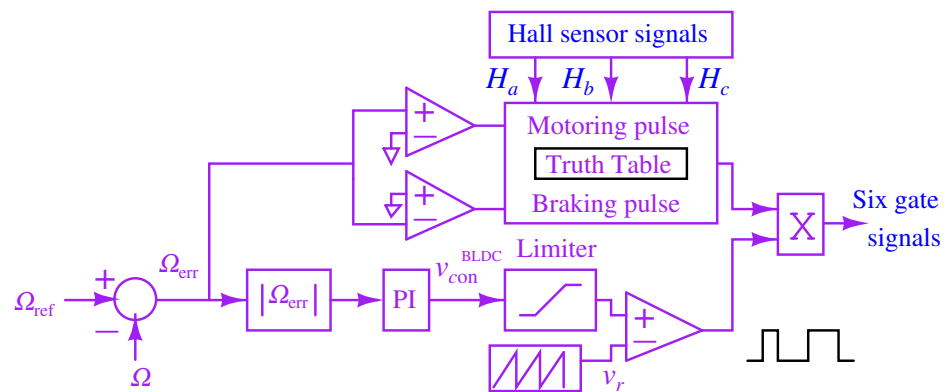 Hall sensor signals
H_a H_b H_c
+
−
Motoring pulse
Truth Table
Braking pulse
+
−
Six gate
signals
X
Ω_err
v_con^BLDC
Limiter
+
Ω_ref
−
|Ω_err|
PI
+
−
Ω
v_r